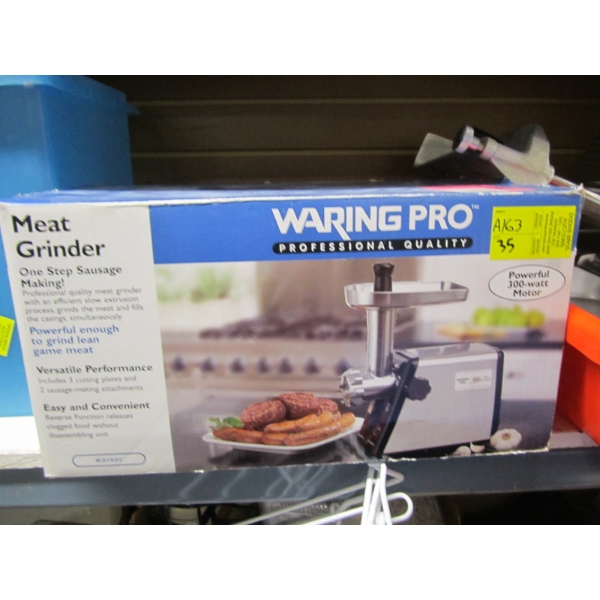 Meat
Grinder
One Step Sausage
Making!
Professional quality meat grinder
with an efficient slow extrusion
process, grinds the meat and fills
the casings, simultaneously
Powerful enough
to grind lean
game meat
Versatile Performance
Includes 3 cutting plates and
2 sausage-making attachments
Easy and Convenient
Reverse Function releases
clogged food without
disassembling unit
WARING PRO™
PROFESSIONAL QUALITY
A163
35
Powerful
300-watt
Motor